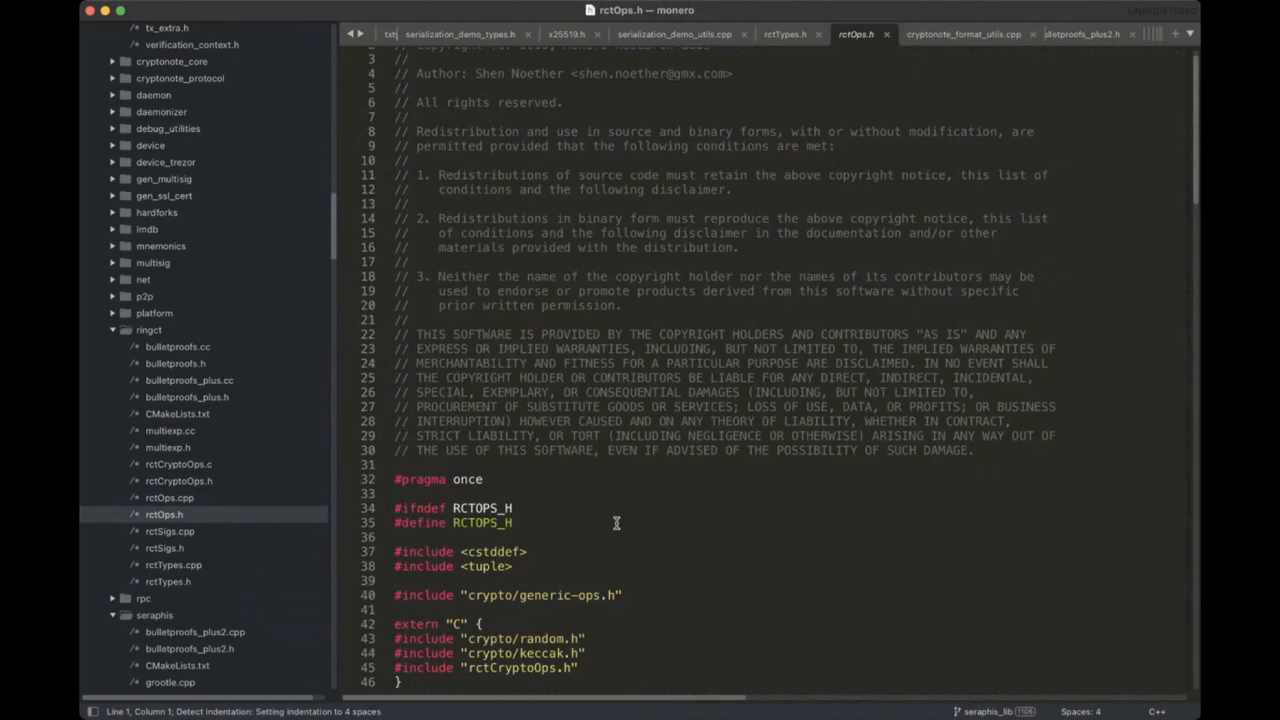 rctOps.h — monero
UNREGISTERED
txt
serialization_demo_types.h
x25519.h
serialization_demo_utils.cpp
rctTypes.h
rctOps.h
cryptonote_format_utils.cpp
ulletproofs_plus2.h
tx_extra.h
verification_context.h
cryptonote_core
cryptonote_protocol
daemon
daemonizer
debug_utilities
device
device_trezor
gen_multisig
gen_ssl_cert
hardforks
lmdb
mnemonics
multisig
net
p2p
platform
ringct
bulletproofs.cc
bulletproofs.h
bulletproofs_plus.cc
bulletproofs_plus.h
CMakeLists.txt
multiexp.cc
multiexp.h
rctCryptoOps.c
rctCryptoOps.h
rctOps.cpp
rctOps.h
rctSigs.cpp
rctSigs.h
rctTypes.cpp
rctTypes.h
rpc
seraphis
bulletproofs_plus2.cpp
bulletproofs_plus2.h
CMakeLists.txt
grootle.cpp
3 //
4 // Author: Shen Noether <shen.noether@gmx.com>
5 //
6 // All rights reserved.
7 //
8 // Redistribution and use in source and binary forms, with or without modification, are
9 // permitted provided that the following conditions are met:
10 //
11 // 1. Redistributions of source code must retain the above copyright notice, this list of
12 //    conditions and the following disclaimer.
13 //
14 // 2. Redistributions in binary form must reproduce the above copyright notice, this list
15 //    of conditions and the following disclaimer in the documentation and/or other
16 //    materials provided with the distribution.
17 //
18 // 3. Neither the name of the copyright holder nor the names of its contributors may be
19 //    used to endorse or promote products derived from this software without specific
20 //    prior written permission.
21 //
22 // THIS SOFTWARE IS PROVIDED BY THE COPYRIGHT HOLDERS AND CONTRIBUTORS "AS IS" AND ANY
23 // EXPRESS OR IMPLIED WARRANTIES, INCLUDING, BUT NOT LIMITED TO, THE IMPLIED WARRANTIES OF
24 // MERCHANTABILITY AND FITNESS FOR A PARTICULAR PURPOSE ARE DISCLAIMED. IN NO EVENT SHALL
25 // THE COPYRIGHT HOLDER OR CONTRIBUTORS BE LIABLE FOR ANY DIRECT, INDIRECT, INCIDENTAL,
26 // SPECIAL, EXEMPLARY, OR CONSEQUENTIAL DAMAGES (INCLUDING, BUT NOT LIMITED TO,
27 // PROCUREMENT OF SUBSTITUTE GOODS OR SERVICES; LOSS OF USE, DATA, OR PROFITS; OR BUSINESS
28 // INTERRUPTION) HOWEVER CAUSED AND ON ANY THEORY OF LIABILITY, WHETHER IN CONTRACT,
29 // STRICT LIABILITY, OR TORT (INCLUDING NEGLIGENCE OR OTHERWISE) ARISING IN ANY WAY OUT OF
30 // THE USE OF THIS SOFTWARE, EVEN IF ADVISED OF THE POSSIBILITY OF SUCH DAMAGE.
31
32 #pragma once
33
34 #ifndef RCTOPS_H
35 #define RCTOPS_H
36
37 #include <cstddef>
38 #include <tuple>
39
40 #include "crypto/generic-ops.h"
41
42 extern "C" {
43 #include "crypto/random.h"
44 #include "crypto/keccak.h"
45 #include "rctCryptoOps.h"
46 }
Line 1, Column 1; Detect Indentation: Setting indentation to 4 spaces
seraphis_lib 1106
Spaces: 4
C++